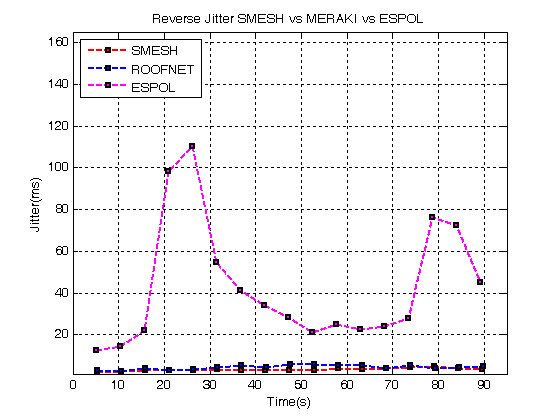 Reverse Jitter SMESH vs MERAKI vs ESPOL
160
140
120
100
80
60
40
20
Jitter(ms)
SMESH
ROOFNET
ESPOL
0 10 20 30 40 50 60 70 80 90
Time(s)